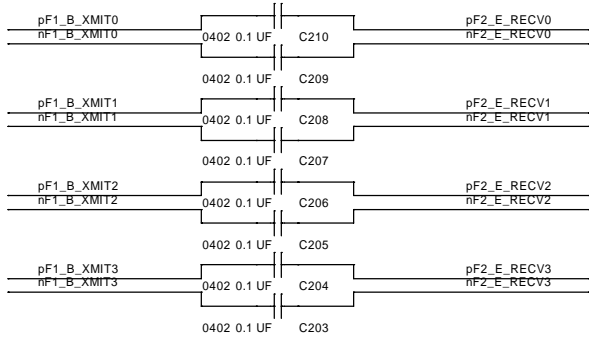 pF1_B_XMIT0 pF2_E_RECV0
nF1_B_XMIT0 0402 0.1 UF C210 nF2_E_RECV0
0402 0.1 UF C209
pF1_B_XMIT1 pF2_E_RECV1
nF1_B_XMIT1 0402 0.1 UF C208 nF2_E_RECV1
0402 0.1 UF C207
pF1_B_XMIT2 pF2_E_RECV2
nF1_B_XMIT2 0402 0.1 UF C206 nF2_E_RECV2
0402 0.1 UF C205
pF1_B_XMIT3 pF2_E_RECV3
nF1_B_XMIT3 0402 0.1 UF C204 nF2_E_RECV3
0402 0.1 UF C203